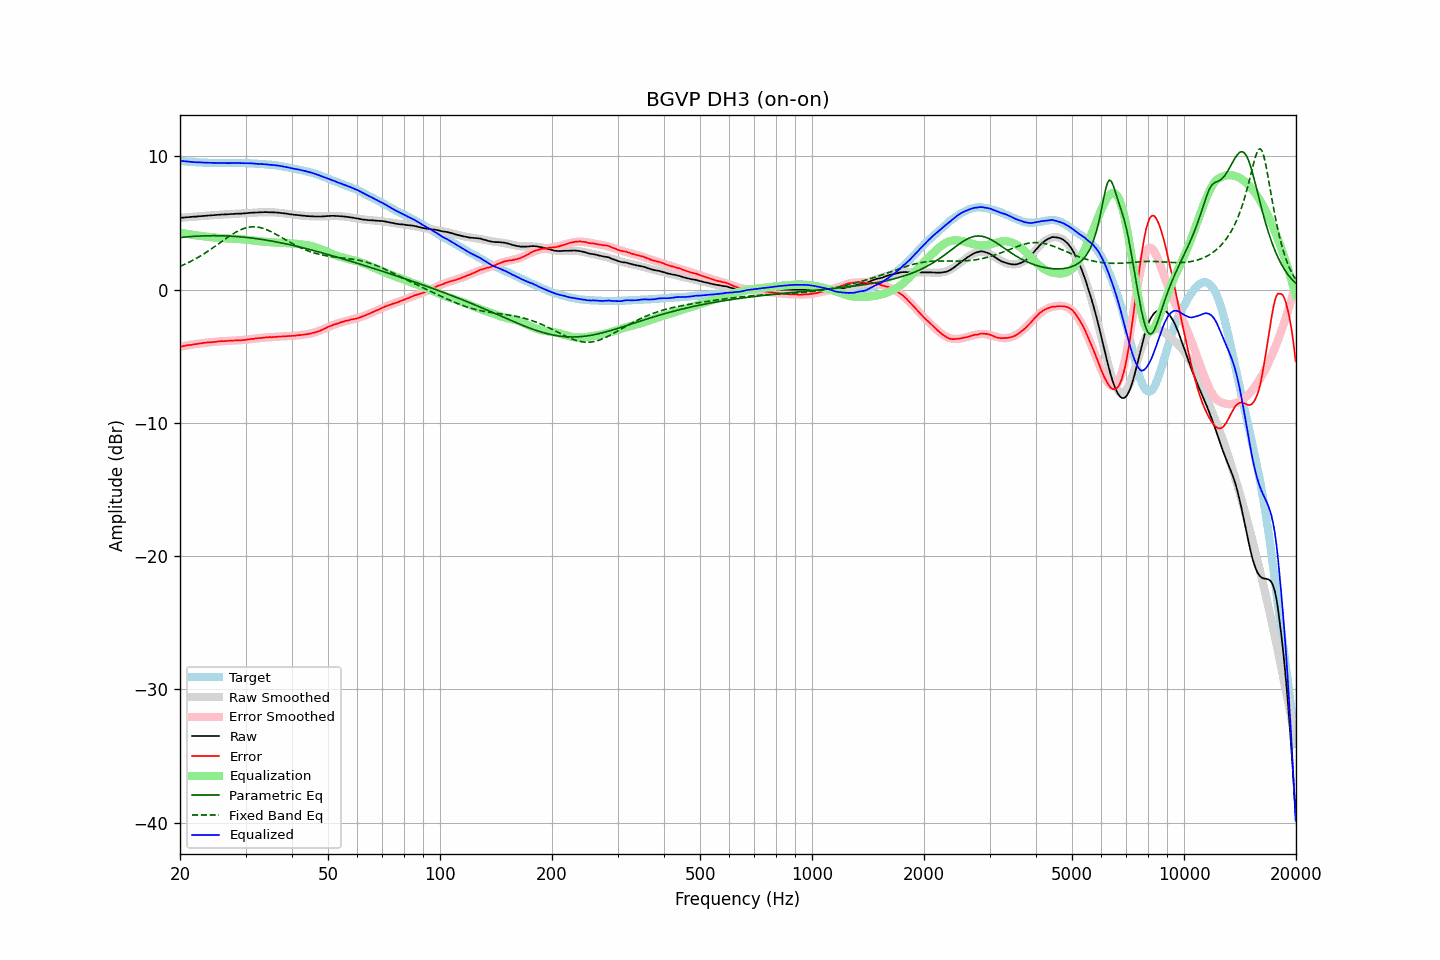 BGVP DH3 (on-on)
Amplitude (dBr)
10
0
−10
−20
−30
−40
Target
Raw Smoothed
Error Smoothed
Raw
Error
Equalization
Parametric Eq
Fixed Band Eq
Equalized
20 50 100 200 500 1000 2000 5000 10000 20000
Frequency (Hz)